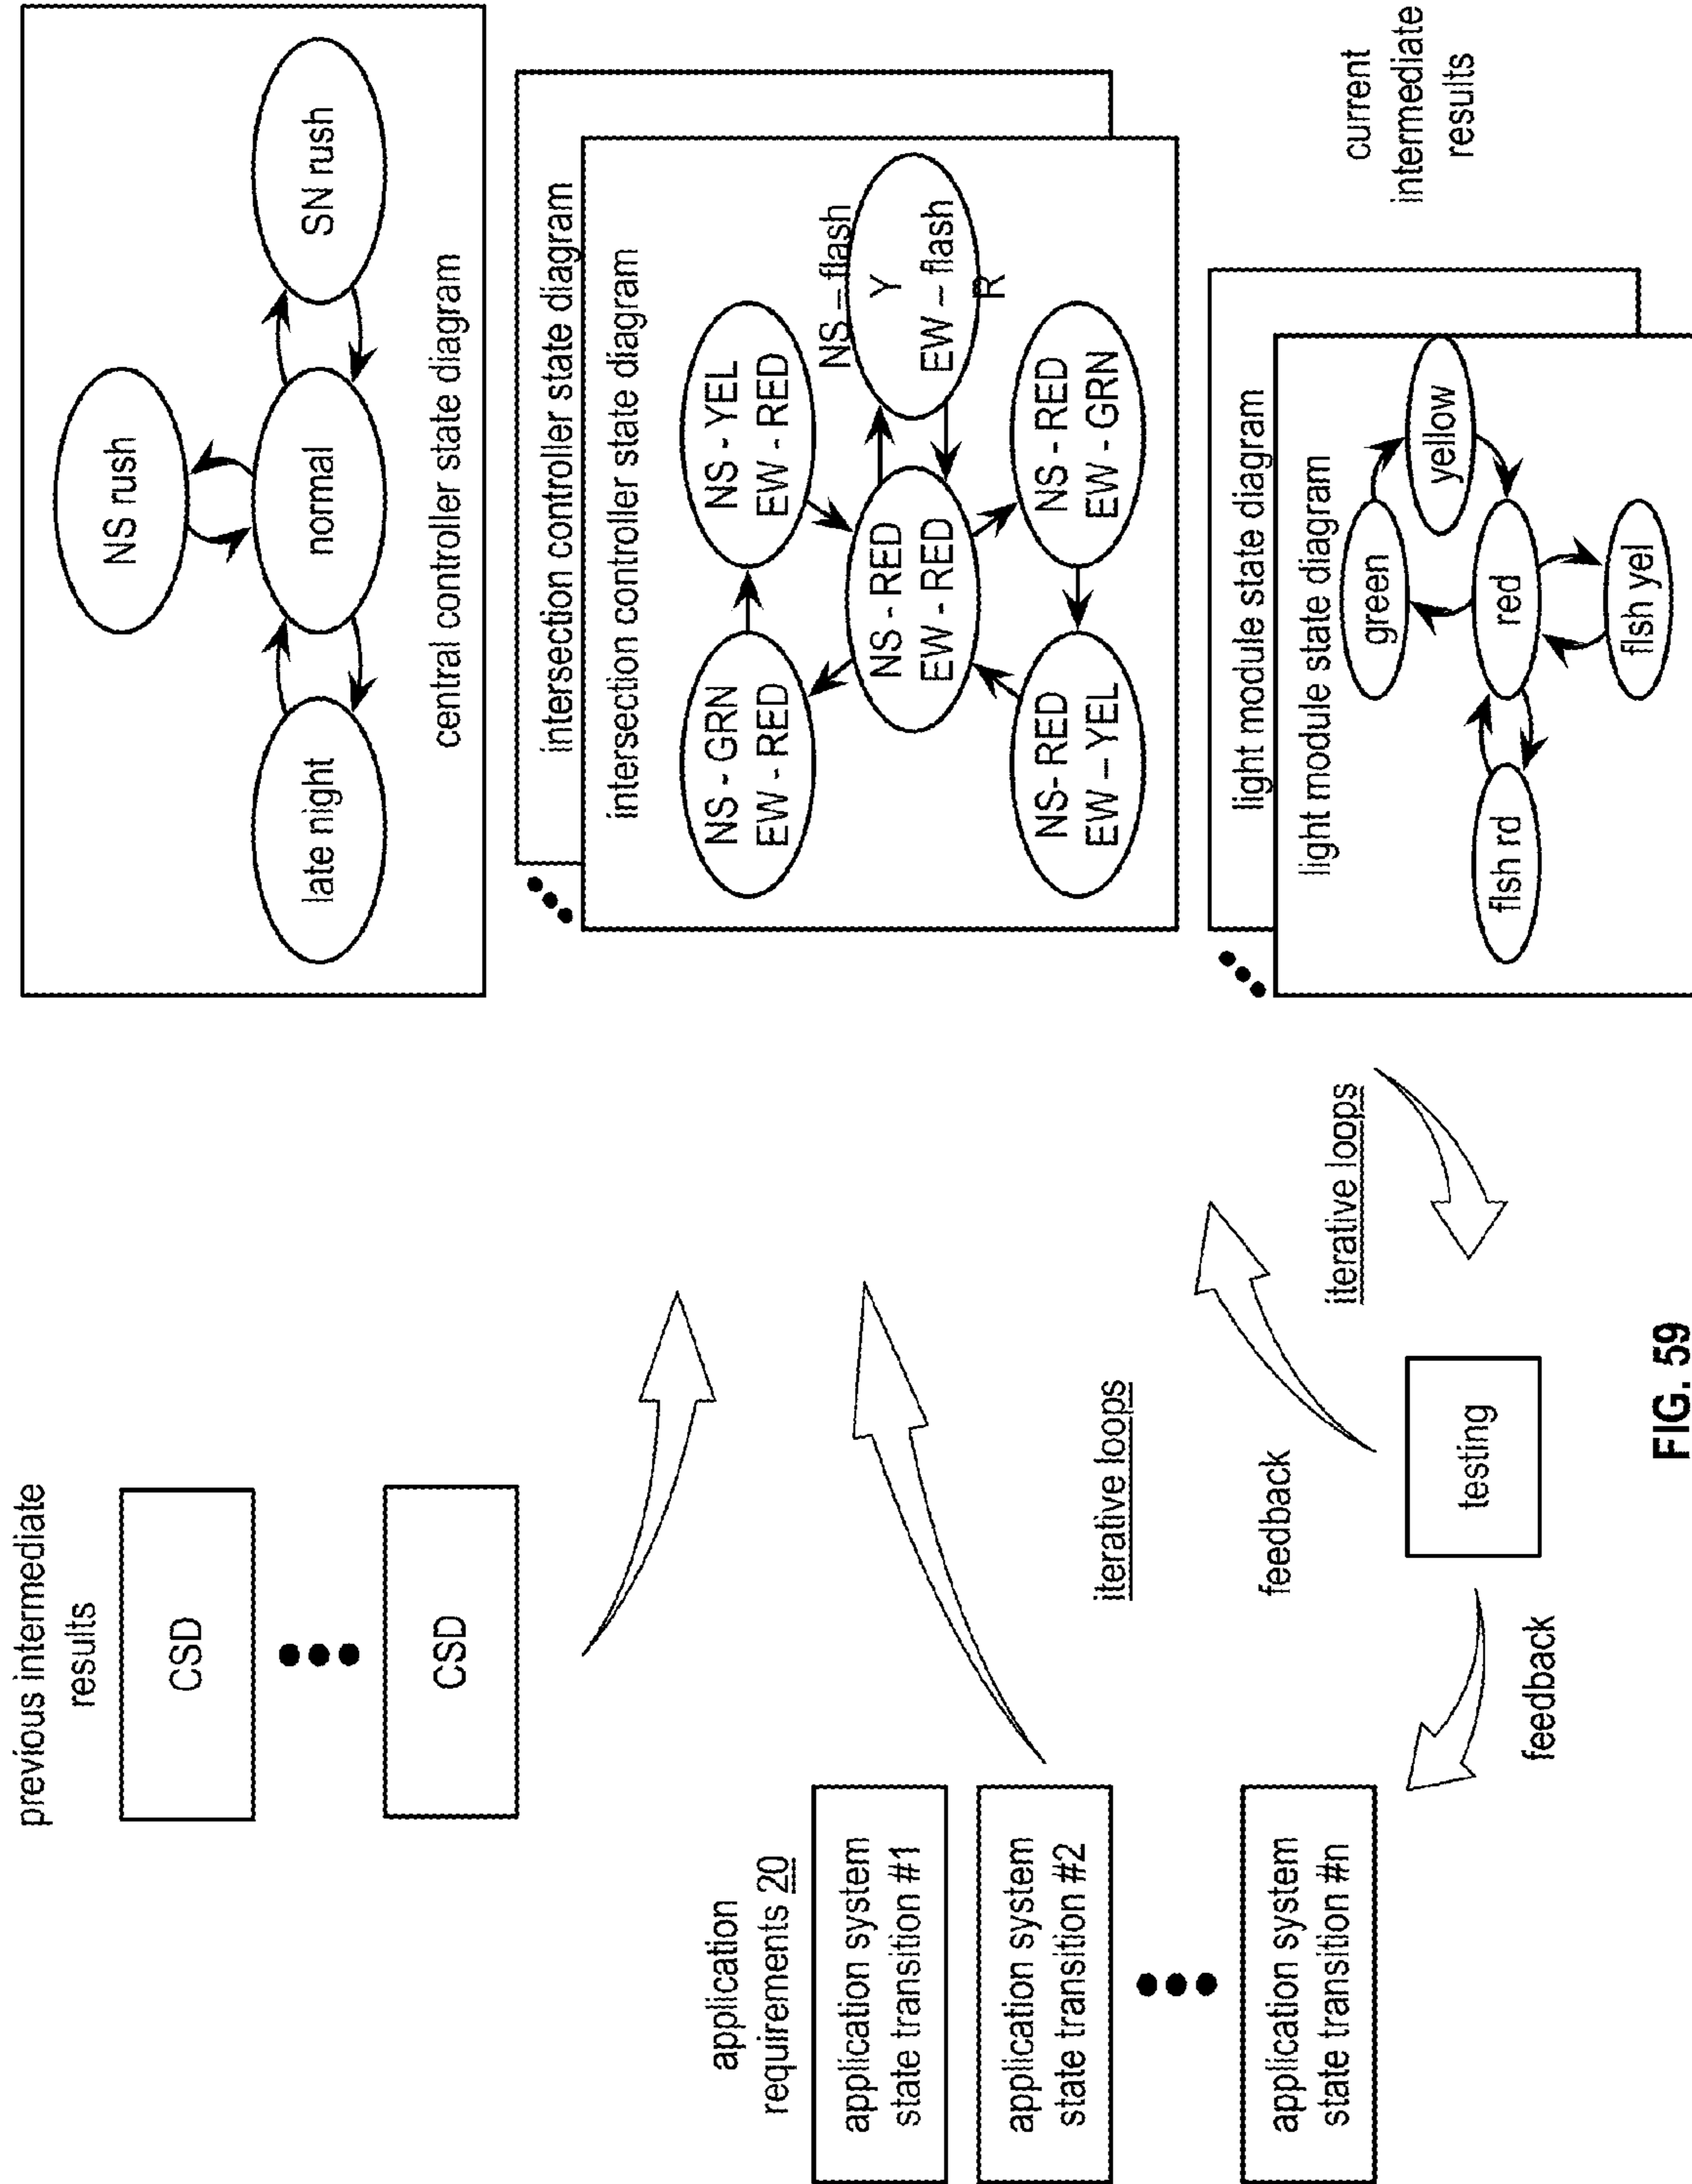 previous intermediate
results
CSD
CSD
application
requirements 20
application system
state transition #1
application system
state transition #2
application system
state transition #n
iterative loops
feedback
testing
feedback
iterative loops
NS rush
late night
normal
SN rush
central controller state diagram
intersection controller state diagram
intersection controller state diagram
NS - GRN
EW - RED
NS - YEL
EW - RED
NS - RED
EW - RED
NS – flash
Y
EW – flash
R
NS- RED
EW – YEL
NS - RED
EW - GRN
light module state diagram
light module state diagram
green
yellow
flsh rd
red
flsh yel
current
intermediate
results
FIG. 59